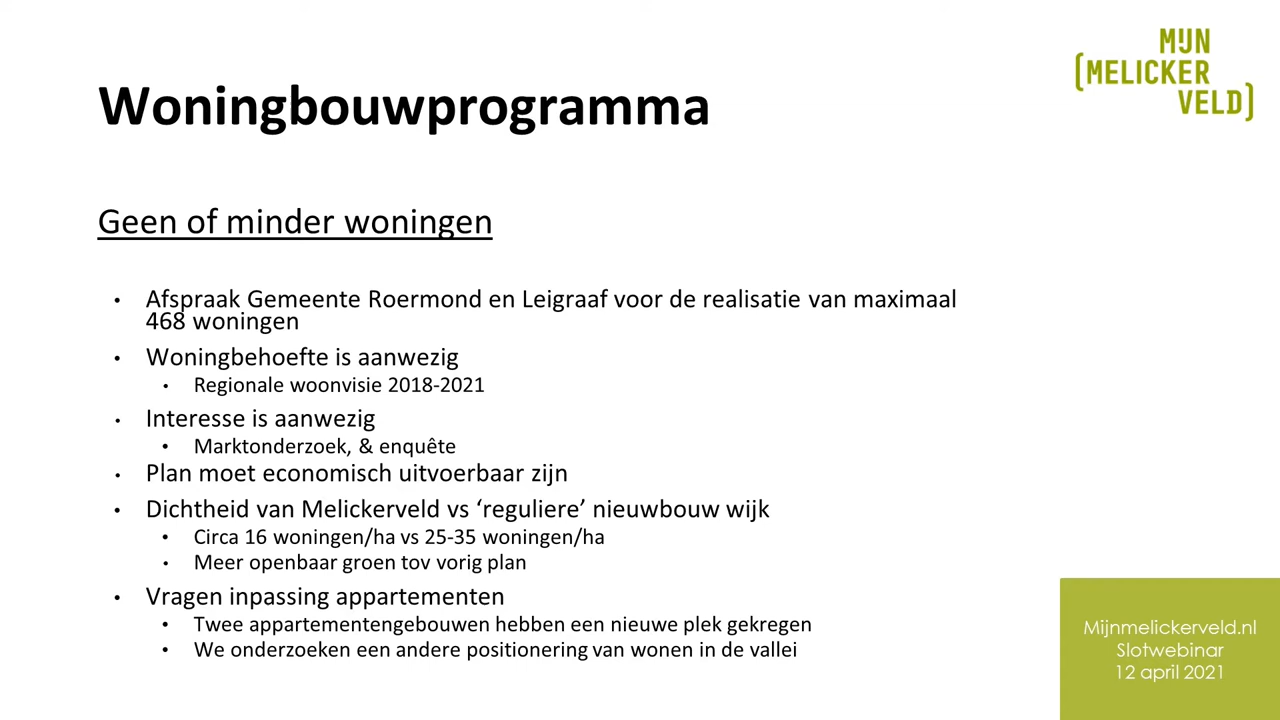 MIJN
[MELICKER
VELD]
Woningbouwprogramma
Geen of minder woningen
• Afspraak Gemeente Roermond en Leigraaf voor de realisatie van maximaal
468 woningen
• Woningbehoefte is aanwezig
• Regionale woonvisie 2018-2021
• Interesse is aanwezig
• Marktonderzoek, & enquête
• Plan moet economisch uitvoerbaar zijn
• Dichtheid van Melickerveld vs ‘reguliere’ nieuwbouw wijk
• Circa 16 woningen/ha vs 25-35 woningen/ha
• Meer openbaar groen tov vorig plan
• Vragen inpassing appartementen
• Twee appartementengebouwen hebben een nieuwe plek gekregen
• We onderzoeken een andere positionering van wonen in de vallei
Mijnmelickerveld.nl
Slotwebinar
12 april 2021